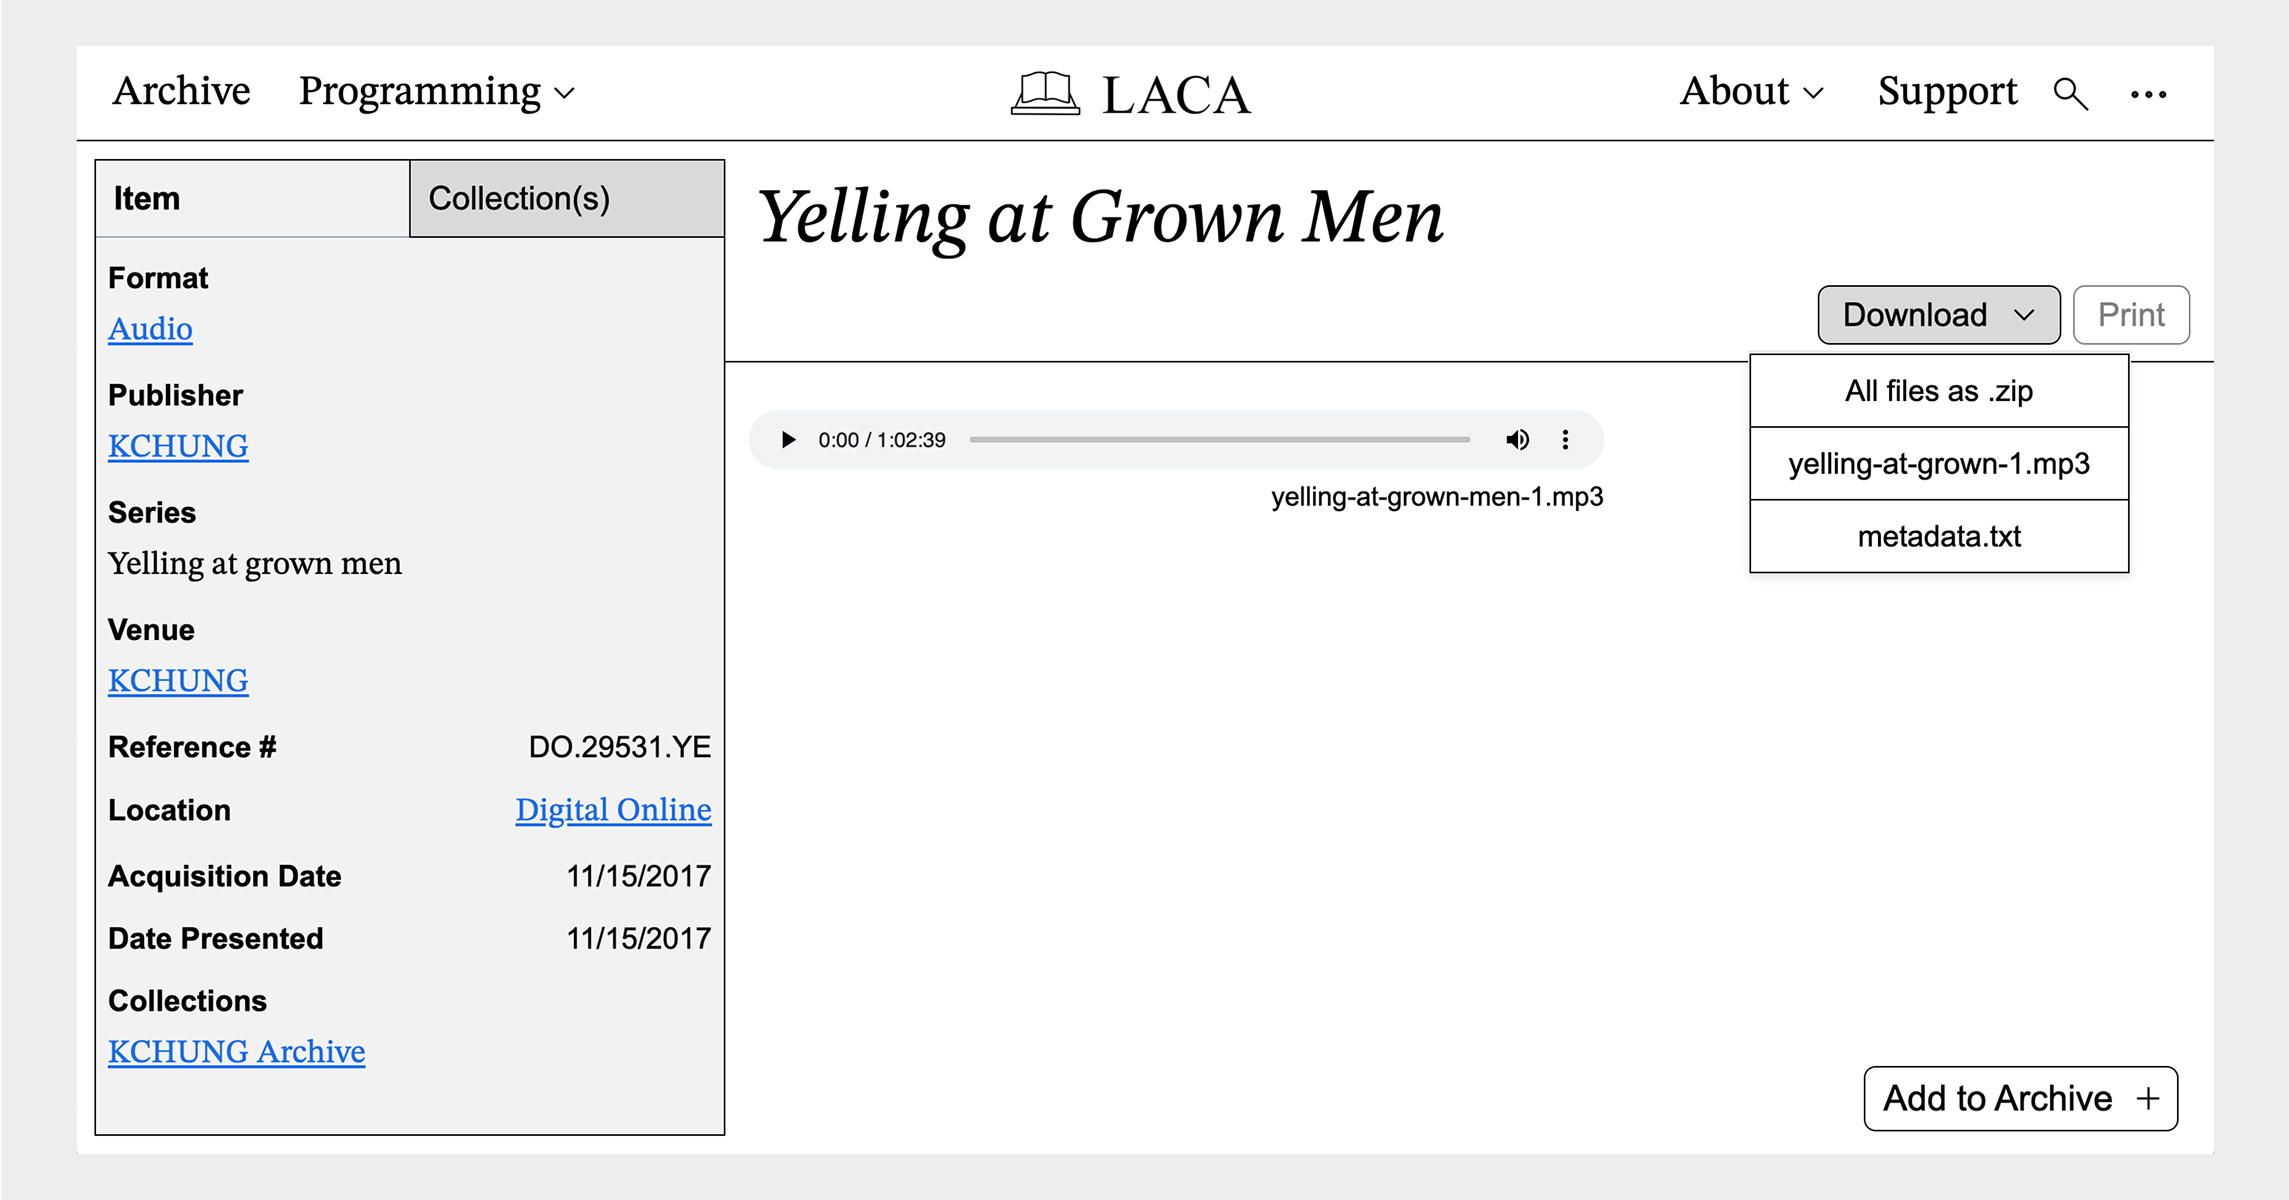 Archive Programming LACA About Support
Item Collection(s)
Yelling at Grown Men
Format
Audio
Publisher
KCHUNG
Series
Yelling at grown men
Venue
KCHUNG
Reference # DO.29531.YE
Location Digital Online
Acquisition Date 11/15/2017
Date Presented 11/15/2017
Collections
KCHUNG Archive
Download Print
All files as .zip
yelling-at-grown-1.mp3
metadata.txt
0:00 / 1:02:39
yelling-at-grown-men-1.mp3
Add to Archive +